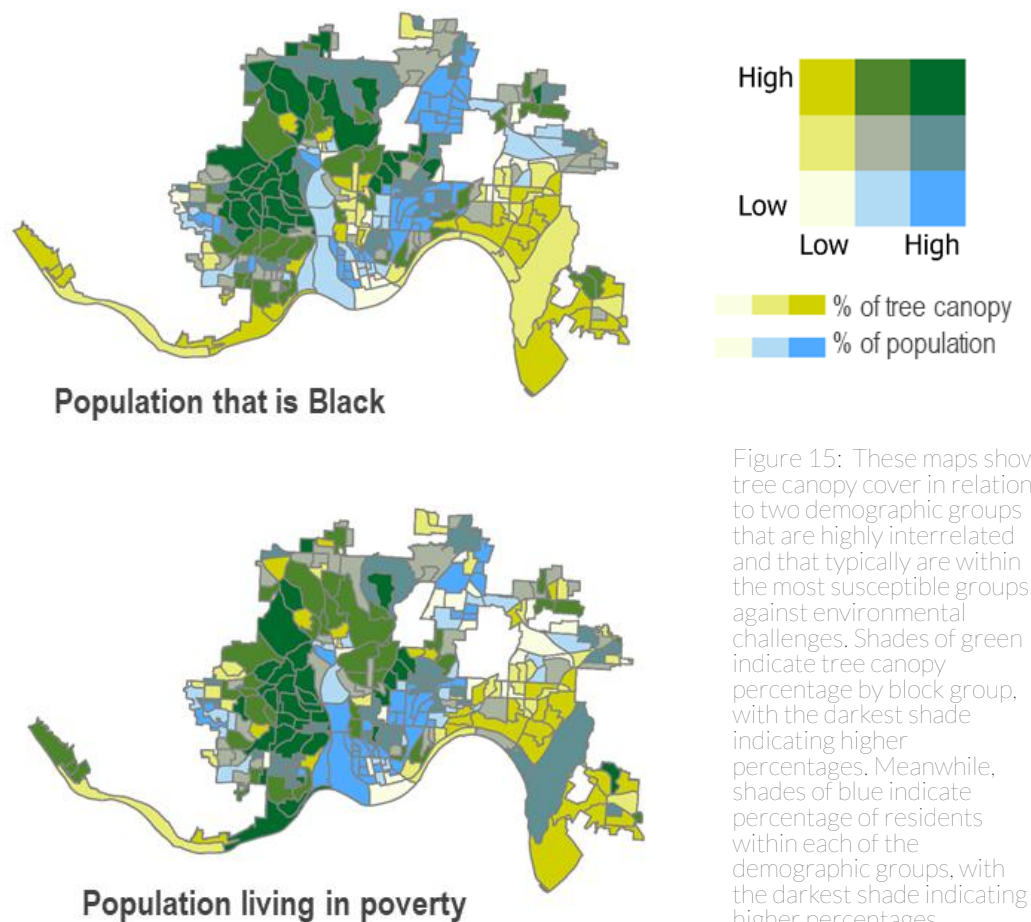 High
Low
Low
High
% of tree canopy
% of population
Population that is Black
Figure 15: These maps show
tree canopy cover in relation
to two demographic groups
that are highly interrelated
and that typically are within
the most susceptible groups
against environmental
challenges. Shades of green
indicate tree canopy
percentage by block group,
with the darkest shade
indicating higher
percentages. Meanwhile,
shades of blue indicate
percentage of residents
within each of the
demographic groups, with
the darkest shade indicating
higher percentages
Population living in poverty